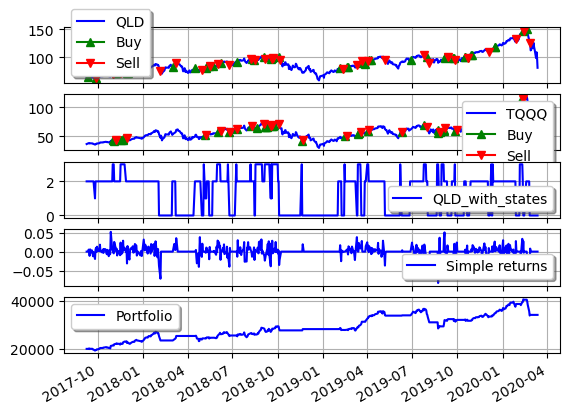 150
100
QLD
Buy
Sell
100
50
TQQQ
Buy
Sell
2
0
QLD_with_states
0.05
0.00
−0.05
Simple returns
40000
20000
Portfolio
2017-10
2018-01
2018-04
2018-07
2018-10
2019-01
2019-04
2019-07
2019-10
2020-01
2020-04